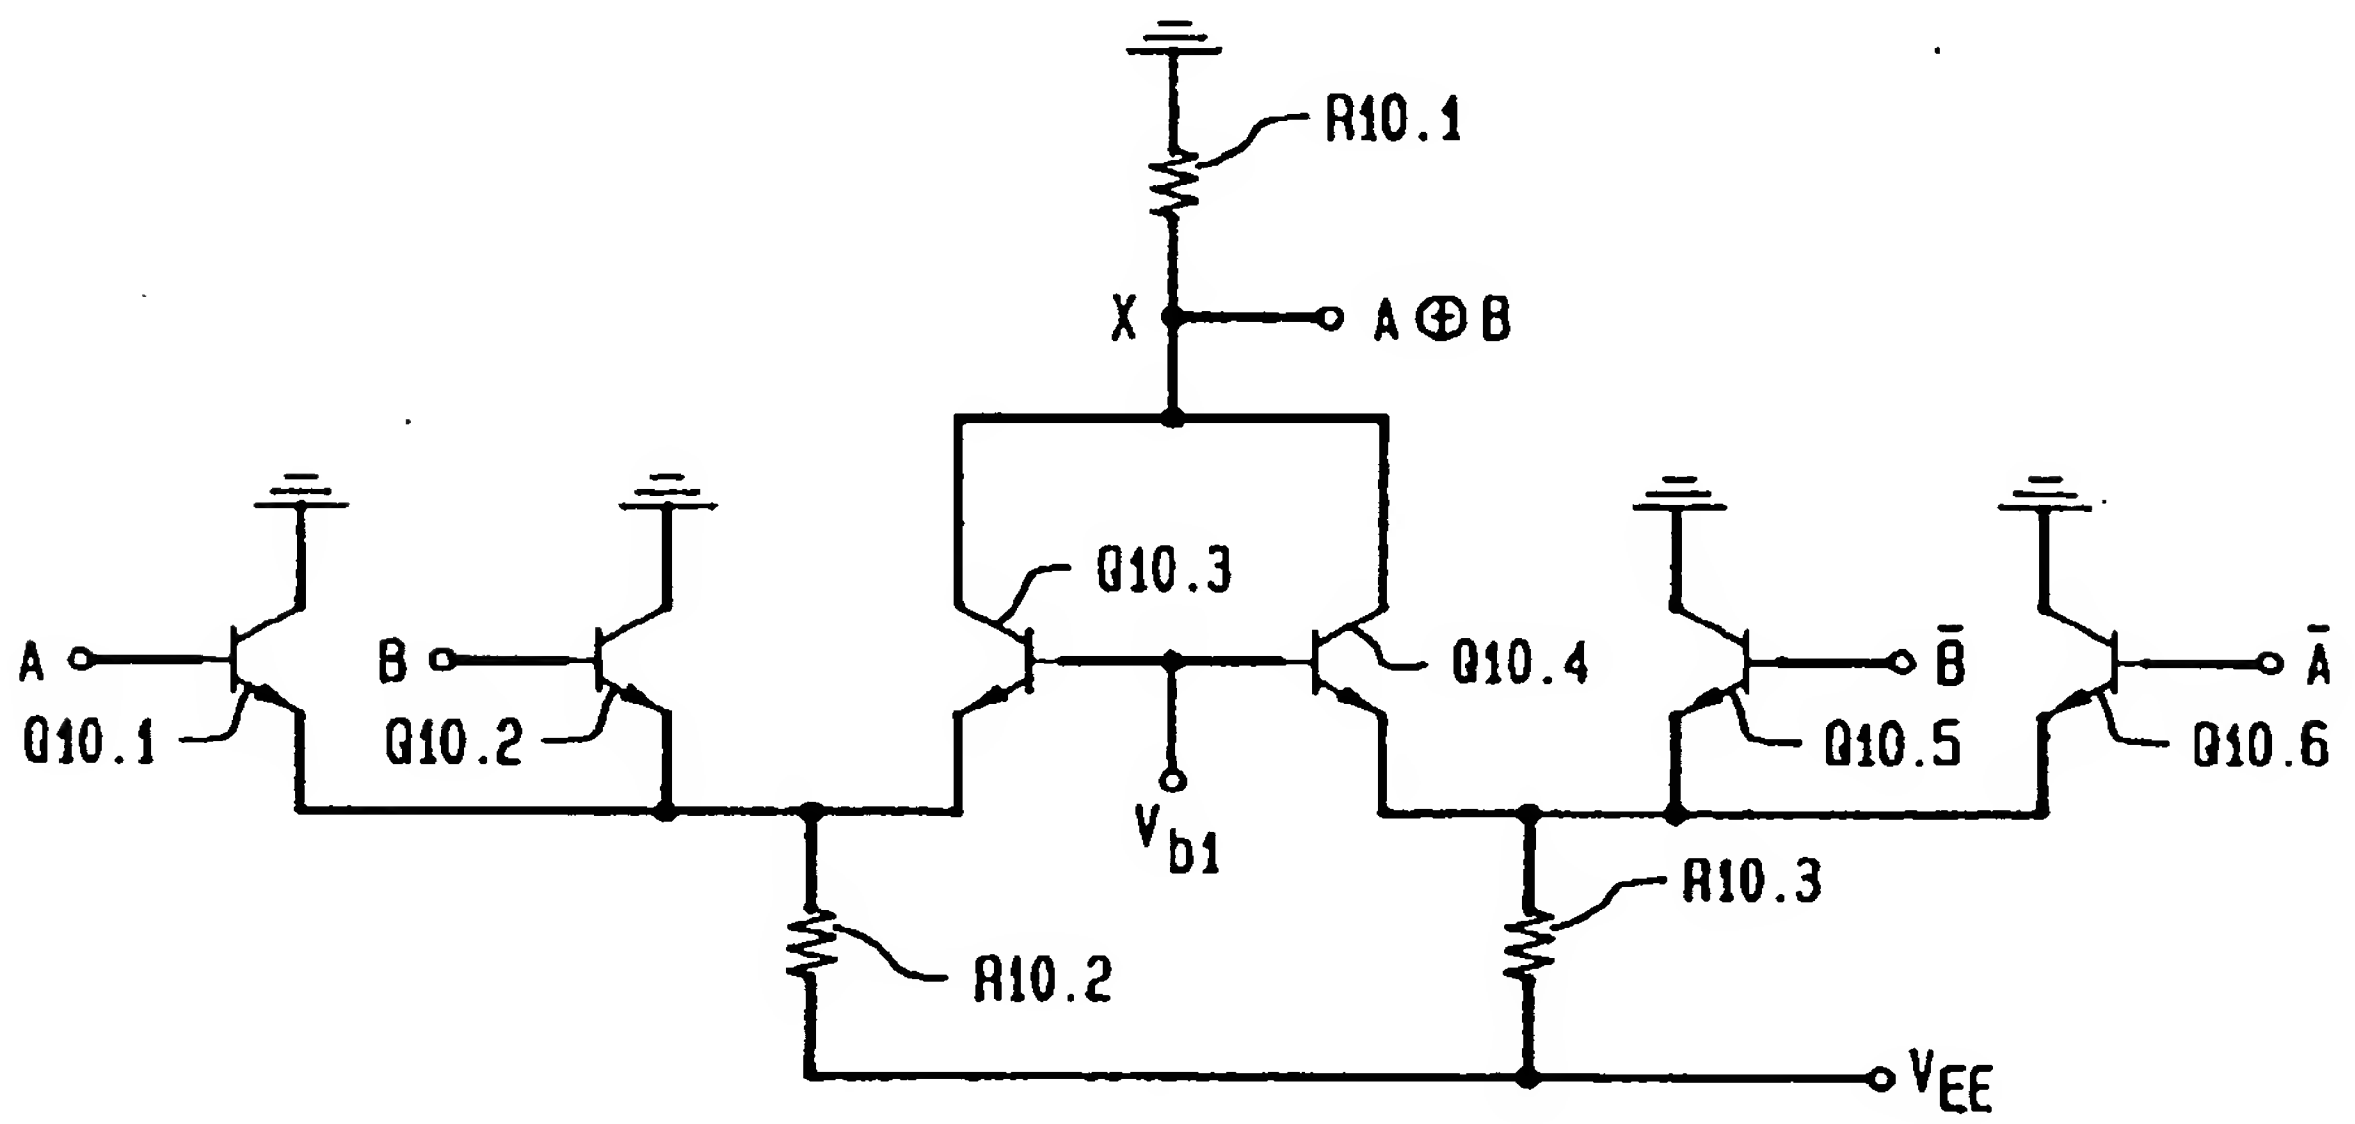 R10.1
X
A ⊕ B
Q10.3
A
B
Q10.4
B̅
A̅
Q10.1
Q10.2
Q10.5
Q10.6
Vb1
R10.3
R10.2
VEE